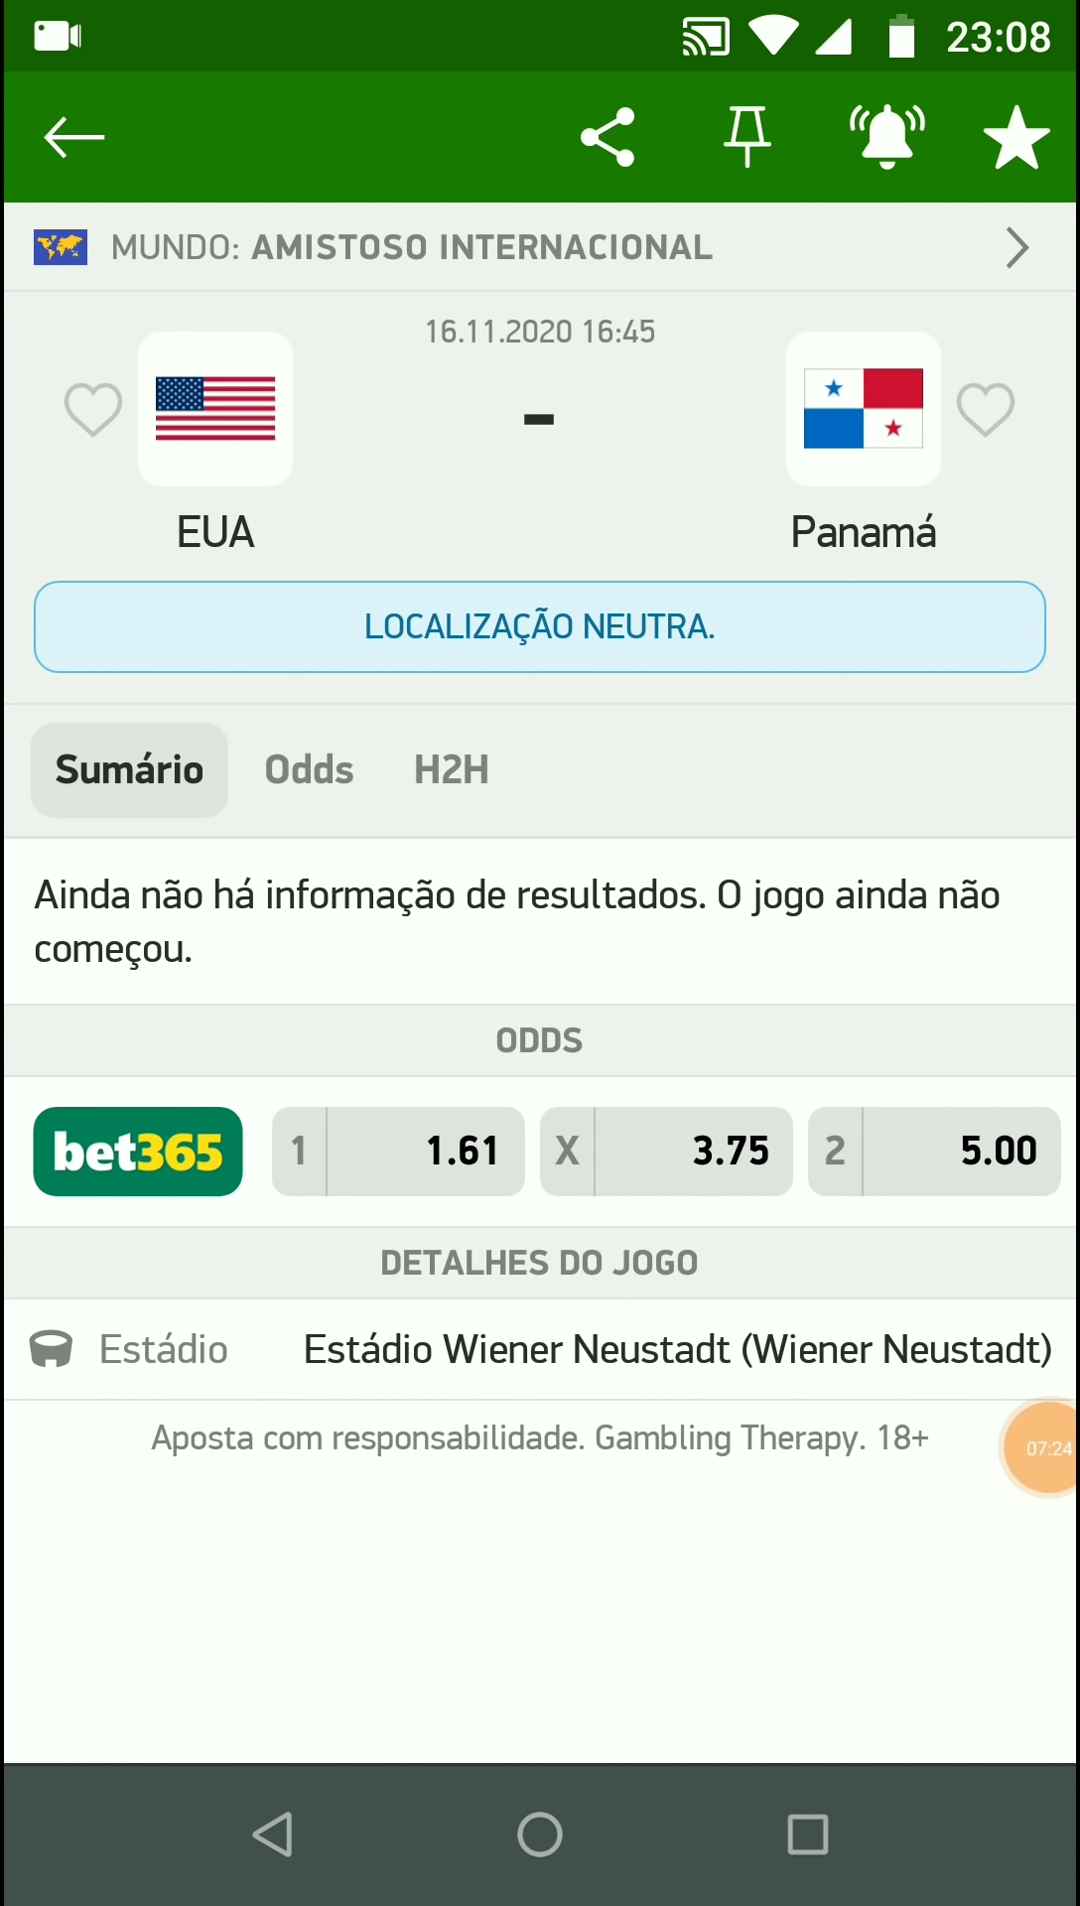 23:08
MUNDO: AMISTOSO INTERNACIONAL
16.11.2020 16:45
-
EUA
Panamá
LOCALIZAÇÃO NEUTRA.
Sumário Odds H2H
Ainda não há informação de resultados. O jogo ainda não
começou.
ODDS
bet365 1 1.61 X 3.75 2 5.00
DETALHES DO JOGO
Estádio Estádio Wiener Neustadt (Wiener Neustadt)
Aposta com responsabilidade. Gambling Therapy. 18+
07:24